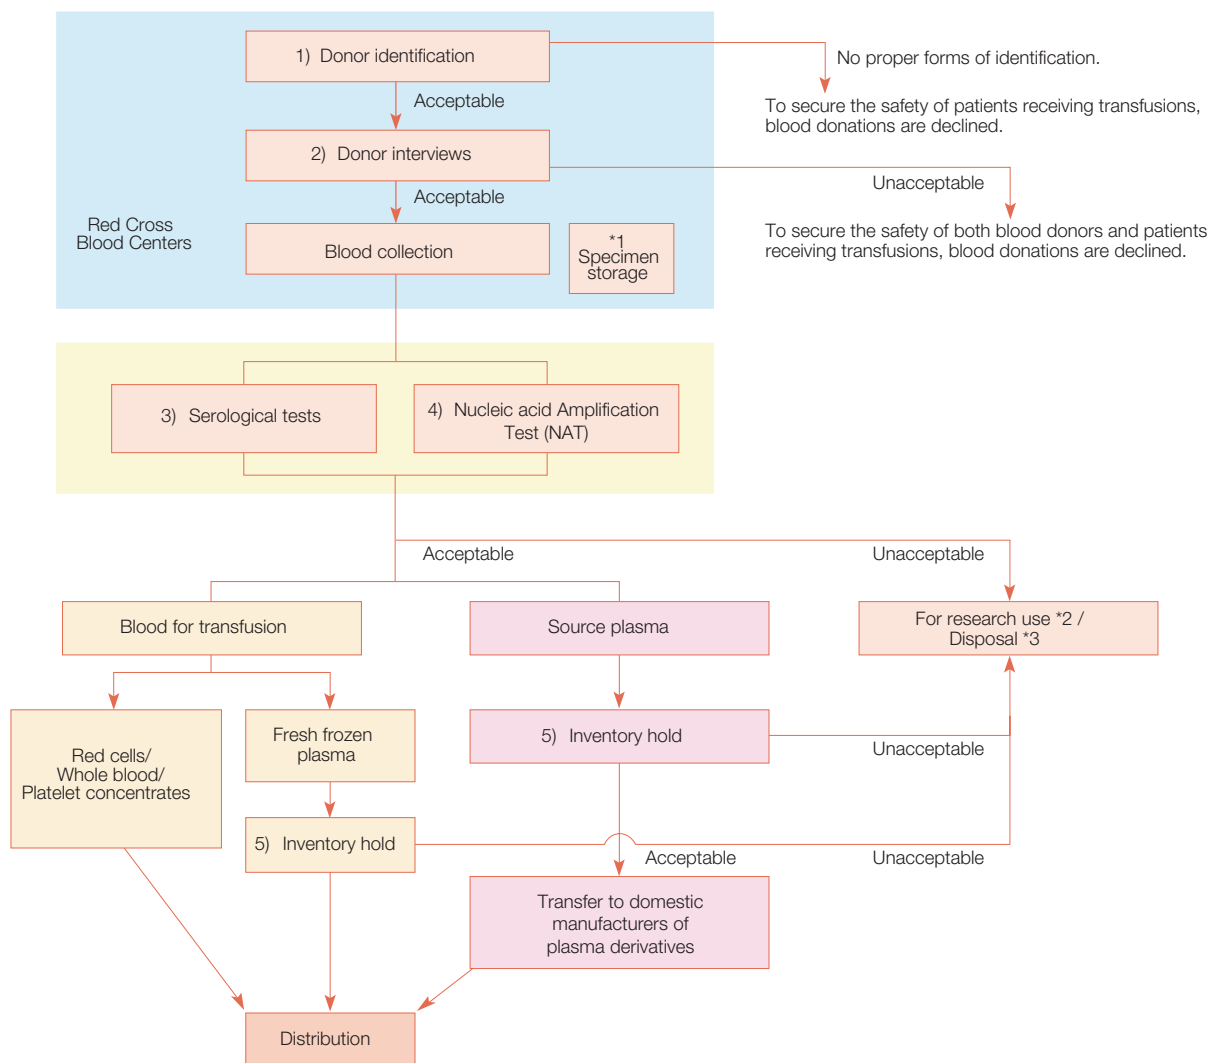 1) Donor identification
No proper forms of identification.
Acceptable
To secure the safety of patients receiving transfusions,
blood donations are declined.
2) Donor interviews
Unacceptable
Acceptable
Red Cross
Blood Centers
Blood collection
*1
Specimen
storage
To secure the safety of both blood donors and patients
receiving transfusions, blood donations are declined.
3) Serological tests
4) Nucleic acid Amplification
Test (NAT)
Acceptable
Unacceptable
Blood for transfusion
Source plasma
For research use *2 /
Disposal *3
Red cells/
Whole blood/
Platelet concentrates
Fresh frozen
plasma
5) Inventory hold
Unacceptable
5) Inventory hold
Acceptable
Unacceptable
Transfer to domestic
manufacturers of
plasma derivatives
Distribution